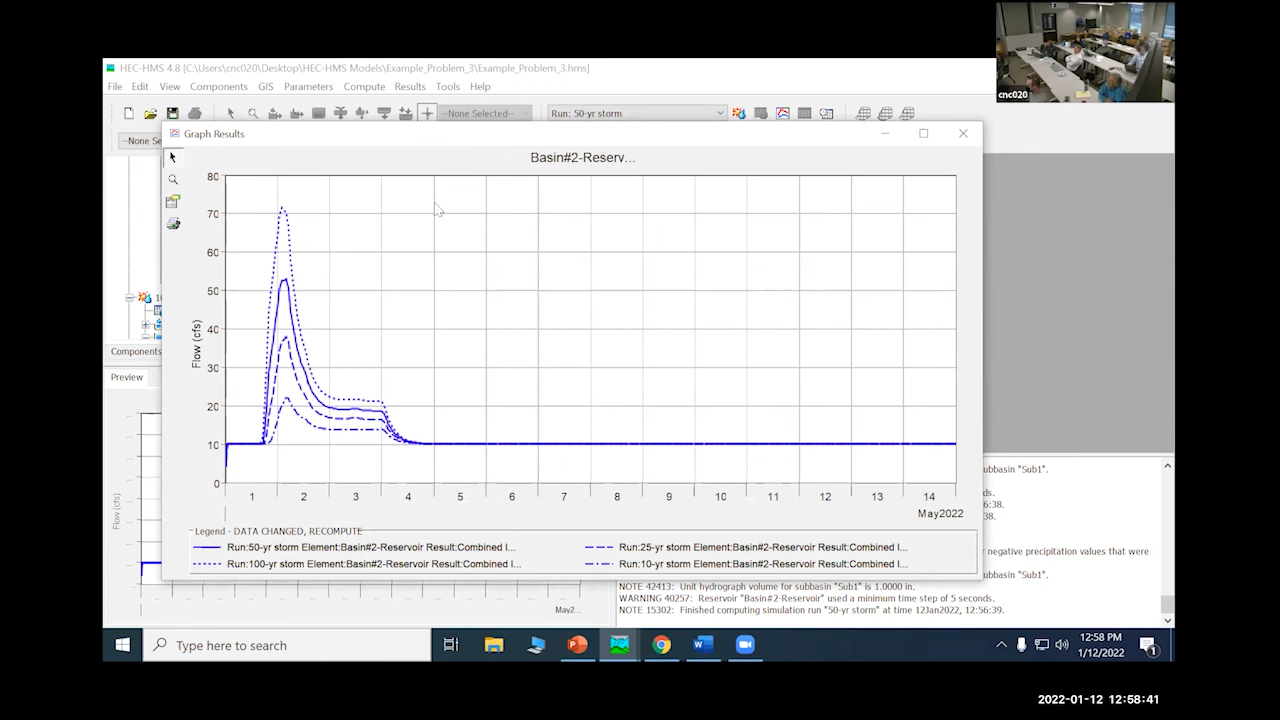 HEC-HMS 4.8 [C:\Users\cnc020\Desktop\HEC-HMS Models\Example_Problem_3\Example_Problem_3.hms]
File Edit View Components GIS Parameters Compute Results Tools Help
--None Selected-- Run: 50-yr storm
cnc020
--None Se
Graph Results
Basin#2-Reserv...
80
70
60
50
40
30
20
10
0
Flow (cfs)
1 2 3 4 5 6 7 8 9 10 11 12 13 14
May2022
Legend - DATA CHANGED, RECOMPUTE
Run:50-yr storm Element:Basin#2-Reservoir Result:Combined I... Run:25-yr storm Element:Basin#2-Reservoir Result:Combined I...
Run:100-yr storm Element:Basin#2-Reservoir Result:Combined I... Run:10-yr storm Element:Basin#2-Reservoir Result:Combined I...
Components
Preview
Flow (cfs)
May2...
ubbasin "Sub1".
ds.
6:38.
38.
r negative precipitation values that were
ubbasin "Sub1".
NOTE 42413: Unit hydrograph volume for subbasin "Sub1" is 1.0000 in.
WARNING 40257: Reservoir "Basin#2-Reservoir" used a minimum time step of 5 seconds.
NOTE 15302: Finished computing simulation run "50-yr storm" at time 12Jan2022, 12:56:39.
Type here to search
12:58 PM
1/12/2022
1
2022-01-12 12:58:41